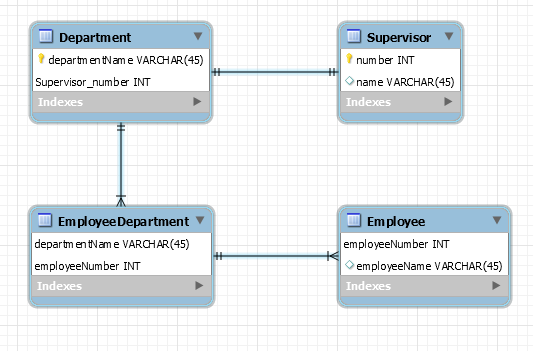 Department
departmentName VARCHAR(45)
Supervisor_number INT
Indexes
Supervisor
number INT
name VARCHAR(45)
Indexes
EmployeeDepartment
departmentName VARCHAR(45)
employeeNumber INT
Indexes
Employee
employeeNumber INT
employeeName VARCHAR(45)
Indexes